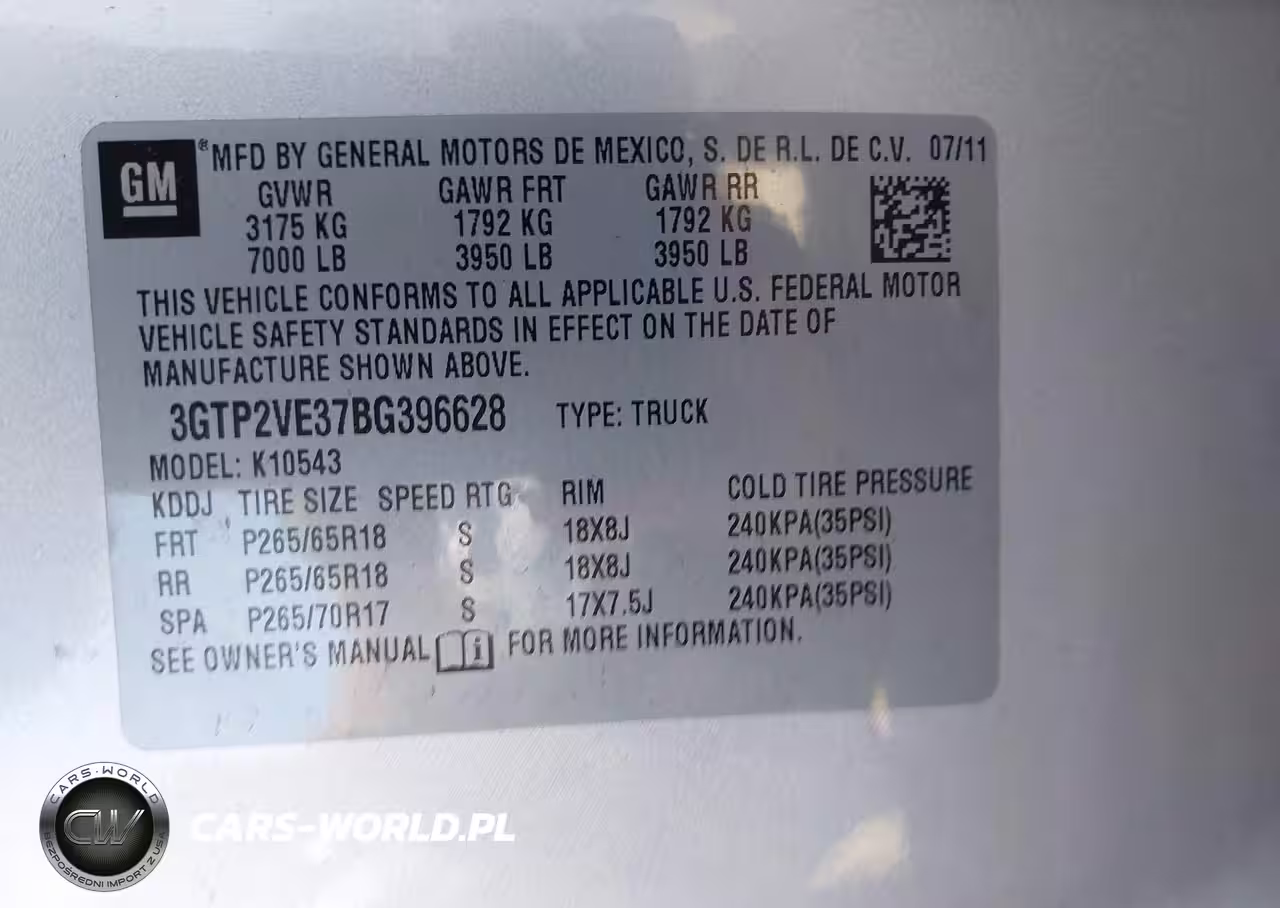 GM
® MFD BY GENERAL MOTORS DE MEXICO, S. DE R.L. DE C.V. 07/11
GVWR GAWR FRT GAWR RR
3175 KG 1792 KG 1792 KG
7000 LB 3950 LB 3950 LB
THIS VEHICLE CONFORMS TO ALL APPLICABLE U.S. FEDERAL MOTOR
VEHICLE SAFETY STANDARDS IN EFFECT ON THE DATE OF
MANUFACTURE SHOWN ABOVE.
3GTP2VE37BG396628 TYPE: TRUCK
MODEL: K10543
KDDJ TIRE SIZE SPEED RTG RIM COLD TIRE PRESSURE
FRT P265/65R18 S 18X8J 240KPA(35PSI)
RR P265/65R18 S 18X8J 240KPA(35PSI)
SPA P265/70R17 S 17X7.5J 240KPA(35PSI)
SEE OWNER'S MANUAL i FOR MORE INFORMATION.
CARS-WORLD
CW
BEZPOŚREDNI IMPORT Z USA
CARS-WORLD.PL